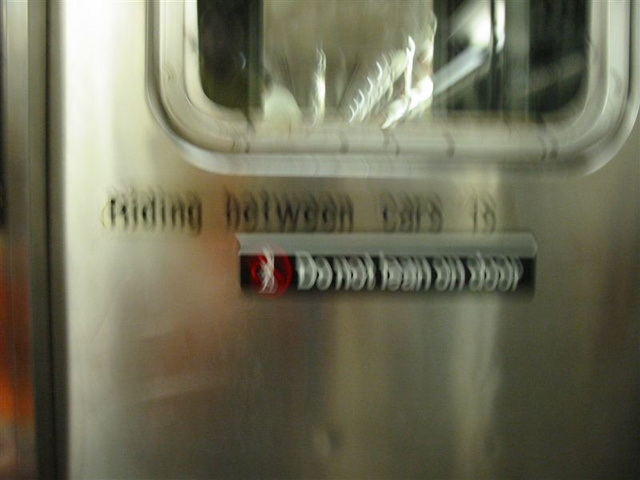 Riding between cars is
Do not lean on door